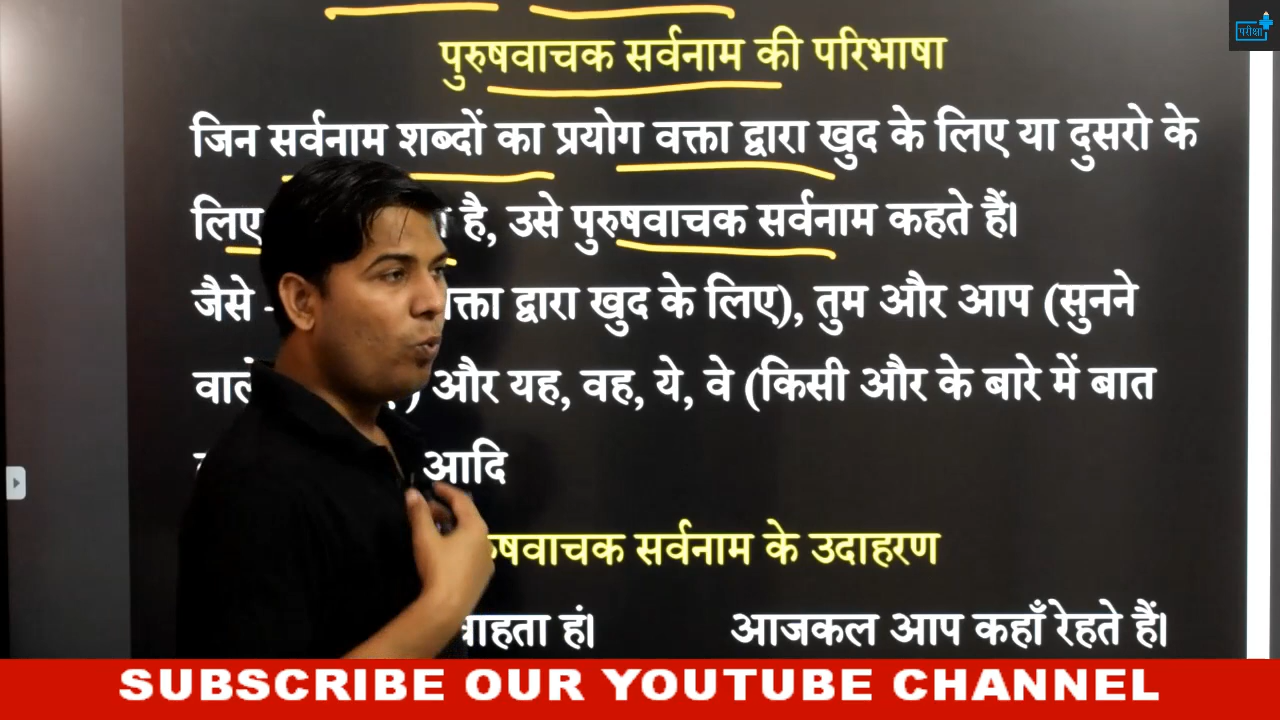 परीक्षा
पुरुषवाचक सर्वनाम की परिभाषा
जिन सर्वनाम शब्दों का प्रयोग वक्ता द्वारा खुद के लिए या दुसरो के
लिए है, उसे पुरुषवाचक सर्वनाम कहते हैं।
जैसे - द्वारा खुद के लिए), तुम और आप (सुनने
और यह, वह, ये, वे (किसी और के बारे में बात
आदि
सर्वनाम के उदाहरण
हं। आजकल आप कहाँ रेहते हैं।
SUBSCRIBE OUR YOUTUBE CHANNEL